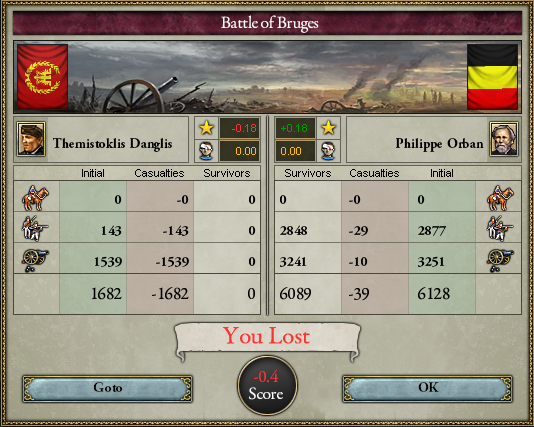 Battle of Bruges
Themistoklis Danglis -0.18 +0.18 Philippe Orban
0.00 0.00
Initial Casualties Survivors Survivors Casualties Initial
0 -0 0 0 -0 0
143 -143 0 2848 -29 2877
1539 -1539 0 3241 -10 3251
1682 -1682 0 6089 -39 6128
You Lost
Goto -0.4 OK
Score